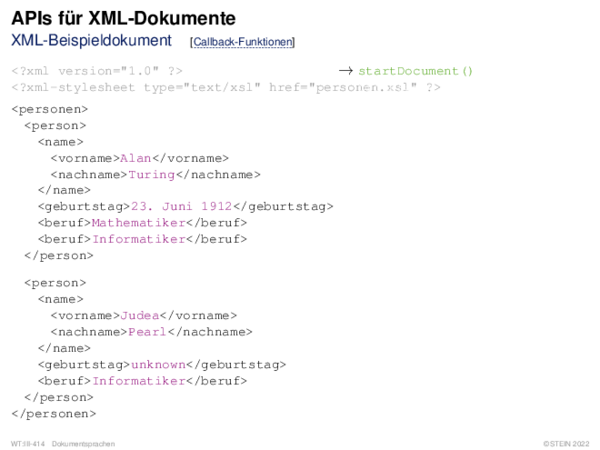 APIs für XML-Dokumente
XML-Beispieldokument [Callback-Funktionen]
<?xml version="1.0" ?> → startDocument()
<?xml-stylesheet type="text/xsl" href="personen.xsl" ?>
<personen>
<person>
<name>
<vorname>Alan</vorname>
<nachname>Turing</nachname>
</name>
<geburtstag>23. Juni 1912</geburtstag>
<beruf>Mathematiker</beruf>
<beruf>Informatiker</beruf>
</person>
<person>
<name>
<vorname>Judea</vorname>
<nachname>Pearl</nachname>
</name>
<geburtstag>unknown</geburtstag>
<beruf>Informatiker</beruf>
</person>
</personen>
WT:III-414 Dokumentsprachen ©STEIN 2022